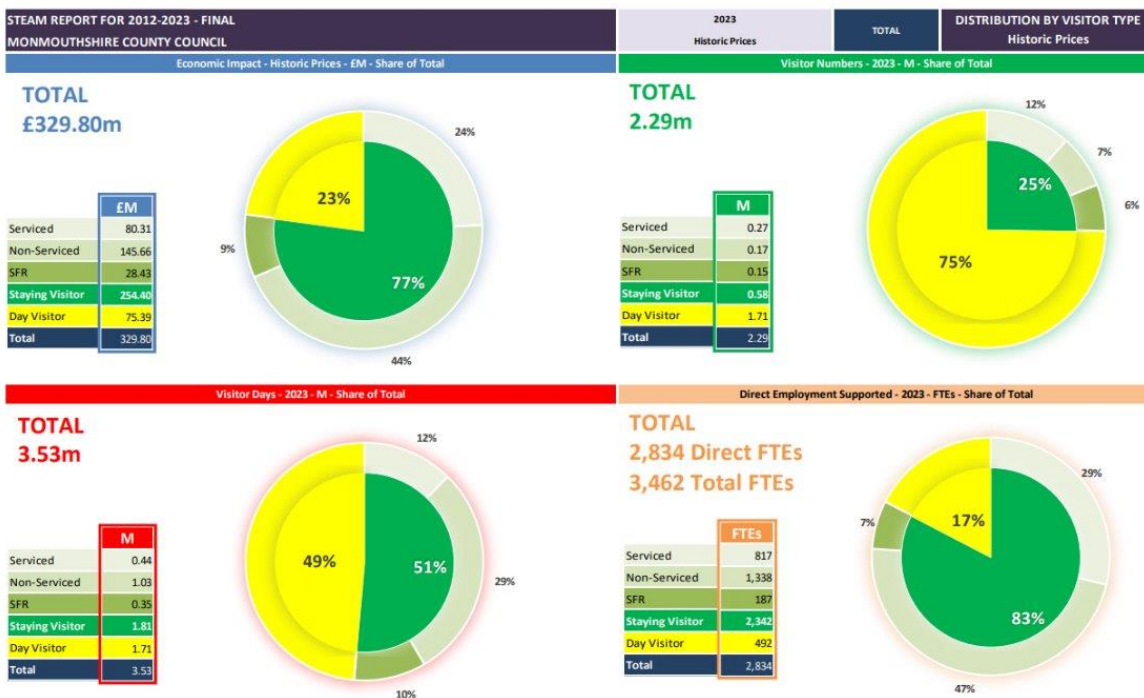 STEAM REPORT FOR 2012-2023 - FINAL
MONMOUTHSHIRE COUNTY COUNCIL
2023
Historic Prices
TOTAL
DISTRIBUTION BY VISITOR TYPE
Historic Prices
Economic Impact - Historic Prices - £M - Share of Total
TOTAL
£329.80m
£M
Serviced 80.31
Non-Serviced 145.66
SFR 28.43
Staying Visitor 254.40
Day Visitor 75.39
Total 329.80
24%
23%
9%
77%
44%
Visitor Numbers - 2023 - M - Share of Total
TOTAL
2.29m
M
Serviced 0.27
Non-Serviced 0.17
SFR 0.15
Staying Visitor 0.58
Day Visitor 1.71
Total 2.29
12%
7%
25%
6%
75%
Visitor Days - 2023 - M - Share of Total
TOTAL
3.53m
M
Serviced 0.44
Non-Serviced 1.03
SFR 0.35
Staying Visitor 1.81
Day Visitor 1.71
Total 3.53
12%
49%
51%
29%
10%
Direct Employment Supported - 2023 - FTEs - Share of Total
TOTAL
2,834 Direct FTEs
3,462 Total FTEs
FTEs
Serviced 817
Non-Serviced 1,338
SFR 187
Staying Visitor 2,342
Day Visitor 492
Total 2,834
29%
7%
17%
83%
47%